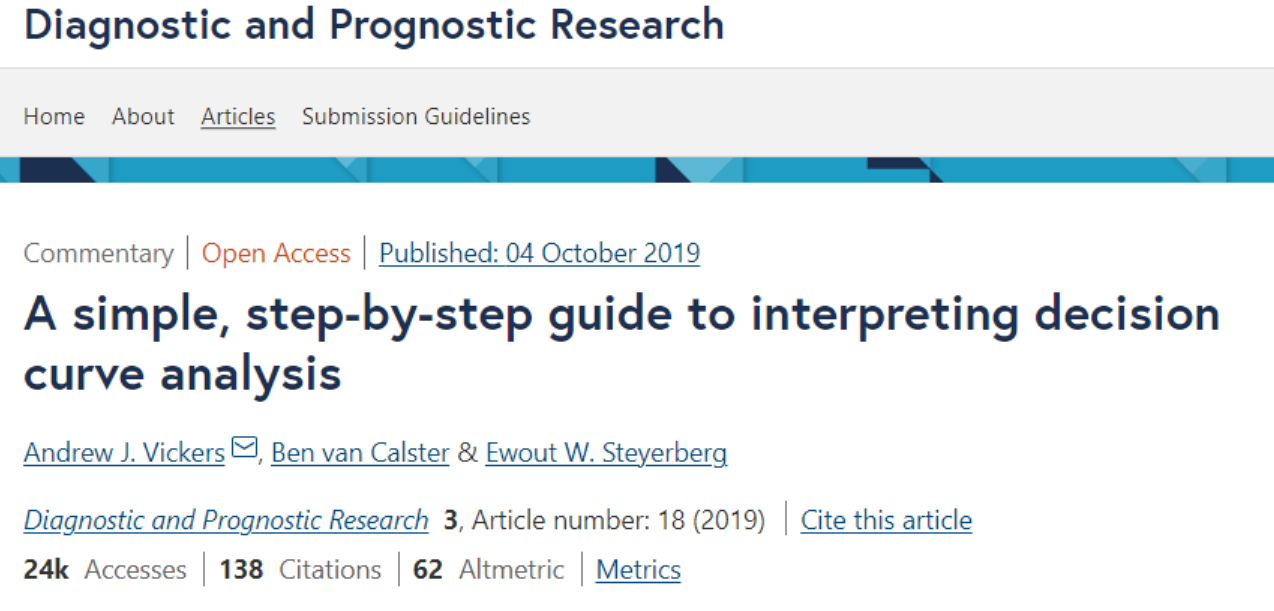 Diagnostic and Prognostic Research
Home About Articles Submission Guidelines
Commentary | Open Access | Published: 04 October 2019
A simple, step-by-step guide to interpreting decision
curve analysis
Andrew J. Vickers, Ben van Calster & Ewout W. Steyerberg
Diagnostic and Prognostic Research 3, Article number: 18 (2019) | Cite this article
24k Accesses | 138 Citations | 62 Altmetric | Metrics